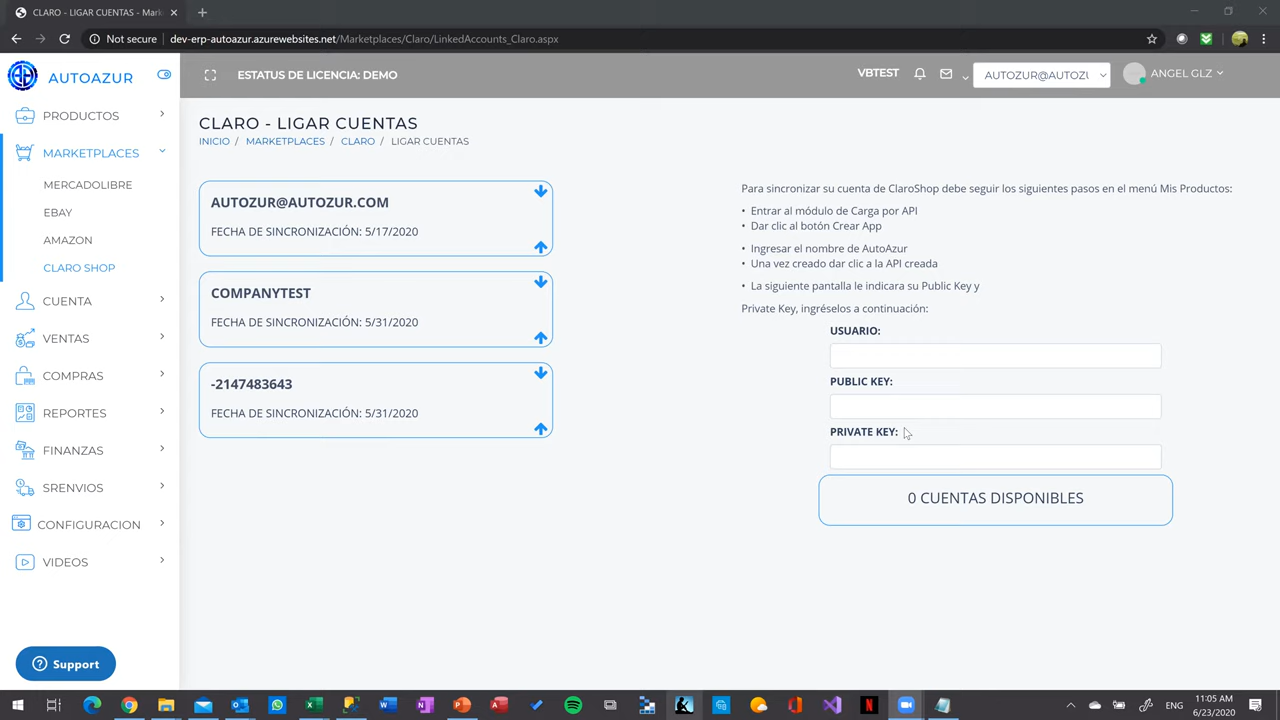 CLARO - LIGAR CUENTAS - Mark
Not secure
dev-erp-autoazur.azurewebsites.net/Marketplaces/Claro/LinkedAccounts_Claro.aspx
AUTOAZUR
ESTATUS DE LICENCIA: DEMO
VBTEST
AUTOZUR@AUTOZU
ANGEL GLZ
PRODUCTOS
MARKETPLACES
MERCADOLIBRE
EBAY
AMAZON
CLARO SHOP
CUENTA
VENTAS
COMPRAS
REPORTES
FINANZAS
SRENVIOS
CONFIGURACION
VIDEOS
Support
CLARO - LIGAR CUENTAS
INICIO / MARKETPLACES / CLARO / LIGAR CUENTAS
AUTOZUR@AUTOZUR.COM
FECHA DE SINCRONIZACIÓN: 5/17/2020
COMPANYTEST
FECHA DE SINCRONIZACIÓN: 5/31/2020
-2147483643
FECHA DE SINCRONIZACIÓN: 5/31/2020
Para sincronizar su cuenta de ClaroShop debe seguir los siguientes pasos en el menú Mis Productos:
• Entrar al módulo de Carga por API
• Dar clic al botón Crear App
• Ingresar el nombre de AutoAzur
• Una vez creado dar clic a la API creada
• La siguiente pantalla le indicara su Public Key y
Private Key, ingréselos a continuación:
USUARIO:
PUBLIC KEY:
PRIVATE KEY:
0 CUENTAS DISPONIBLES
ENG
11:05 AM
6/23/2020